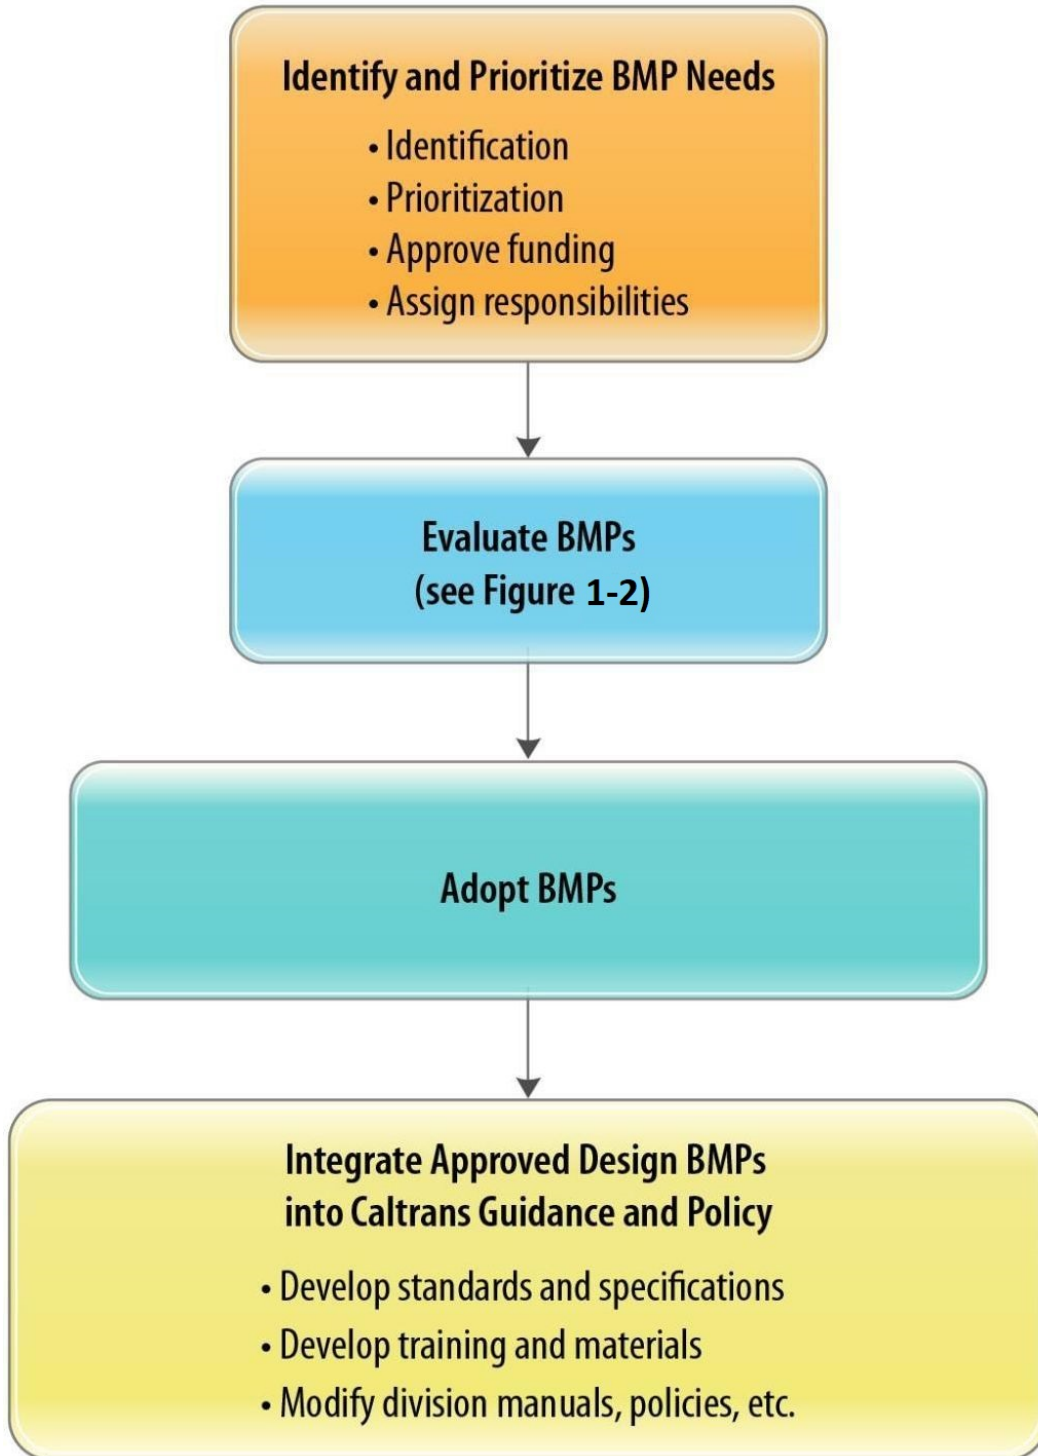 Identify and Prioritize BMP Needs
• Identification
• Prioritization
• Approve funding
• Assign responsibilities
Evaluate BMPs
(see Figure 1-2)
Adopt BMPs
Integrate Approved Design BMPs
into Caltrans Guidance and Policy
• Develop standards and specifications
• Develop training and materials
• Modify division manuals, policies, etc.